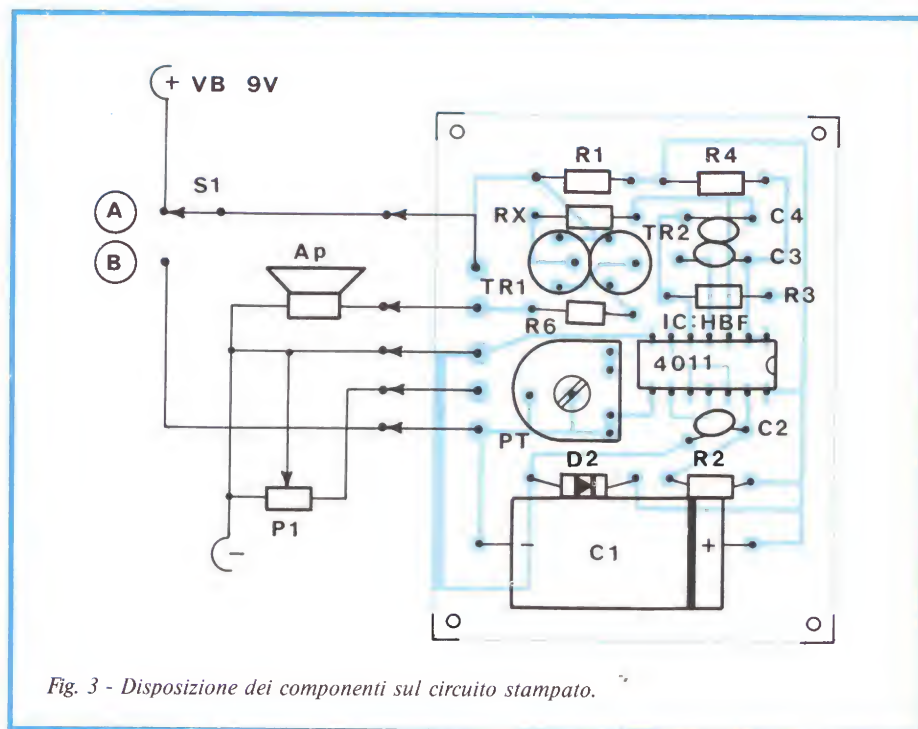 + VB 9V
S1
A
B
Ap
P1
−
R1
R4
RX
C4
TR2
C3
TR1
R3
R6
IC:HBF
4011
PT
C2
D2
R2
− C1 +
Fig. 3 - Disposizione dei componenti sul circuito stampato.